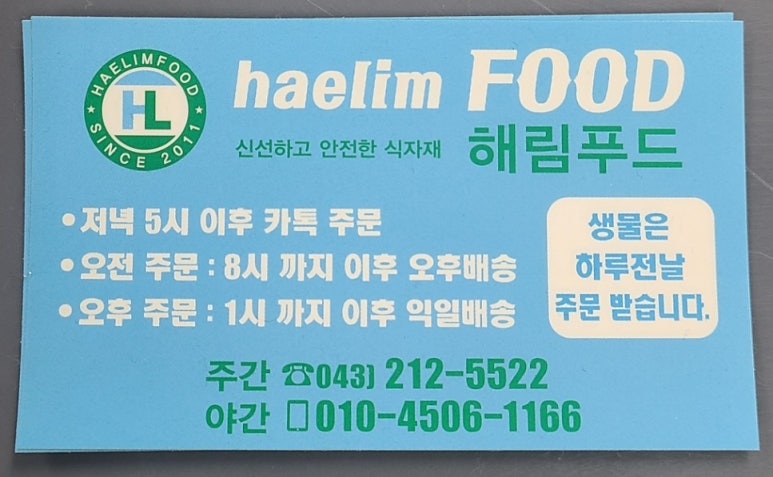 HAELIMFOOD
HL
SINCE 2011
haelim FOOD
신선하고 안전한 식자재 해림푸드
•저녁 5시 이후 카톡 주문
•오전 주문 : 8시 까지 이후 오후배송
•오후 주문 : 1시 까지 이후 익일배송
생물은
하루전날
주문 받습니다.
주간 ☎043) 212-5522
야간 010-4506-1166